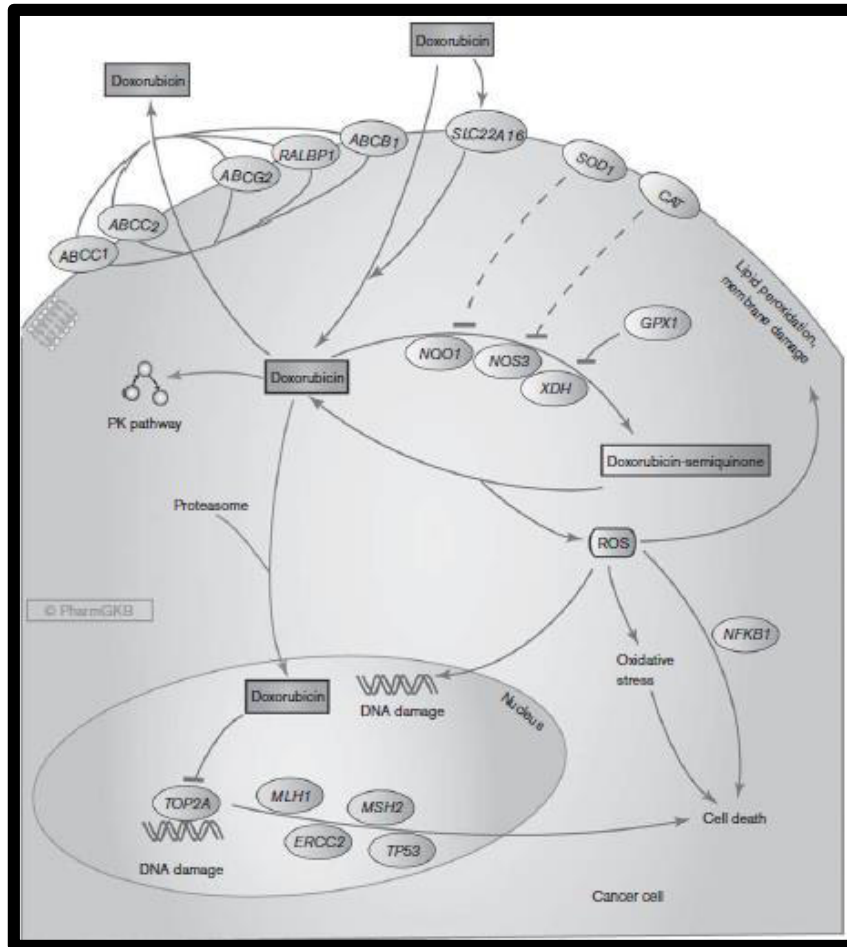 Doxorubicin
Doxorubicin
ABCB1
SLC22A16
RALBP1
SOD1
ABCG2
CAT
ABCC2
ABCC1
Lipid peroxidation,
membrane damage
GPX1
NQO1
NOS3
XDH
Doxorubicin
PK pathway
Doxorubicin-semiquinone
Proteasome
ROS
© PharmGKB
NFKB1
Oxidative
stress
Doxorubicin
DNA damage
Nucleus
TOP2A
MLH1
MSH2
ERCC2
TP53
DNA damage
Cell death
Cancer cell